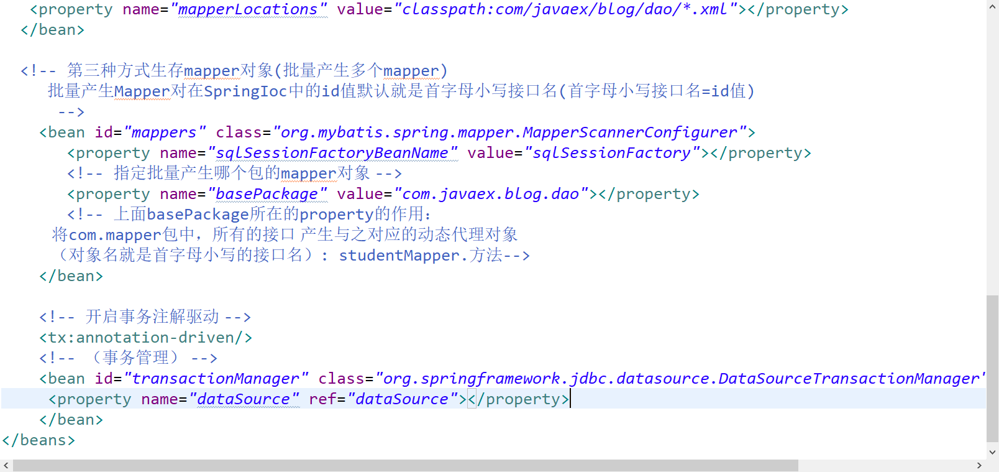 <property name="mapperLocations" value="classpath:com/javaex/blog/dao/*.xml"></property>
</bean>
<!-- 第三种方式生存mapper对象(批量产生多个mapper)
批量产生Mapper对在SpringIoc中的id值默认就是首字母小写接口名(首字母小写接口名=id值)
-->
<bean id="mappers" class="org.mybatis.spring.mapper.MapperScannerConfigurer">
<property name="sqlSessionFactoryBeanName" value="sqlSessionFactory"></property>
<!-- 指定批量产生哪个包的mapper对象 -->
<property name="basePackage" value="com.javaex.blog.dao"></property>
<!-- 上面basePackage所在的property的作用:
将com.mapper包中，所有的接口 产生与之对应的动态代理对象
（对象名就是首字母小写的接口名）: studentMapper.方法-->
</bean>
<!-- 开启事务注解驱动 -->
<tx:annotation-driven/>
<!-- （事务管理） -->
<bean id="transactionManager" class="org.springframework.jdbc.datasource.DataSourceTransactionManager"
<property name="dataSource" ref="dataSource"></property>
</bean>
</beans>